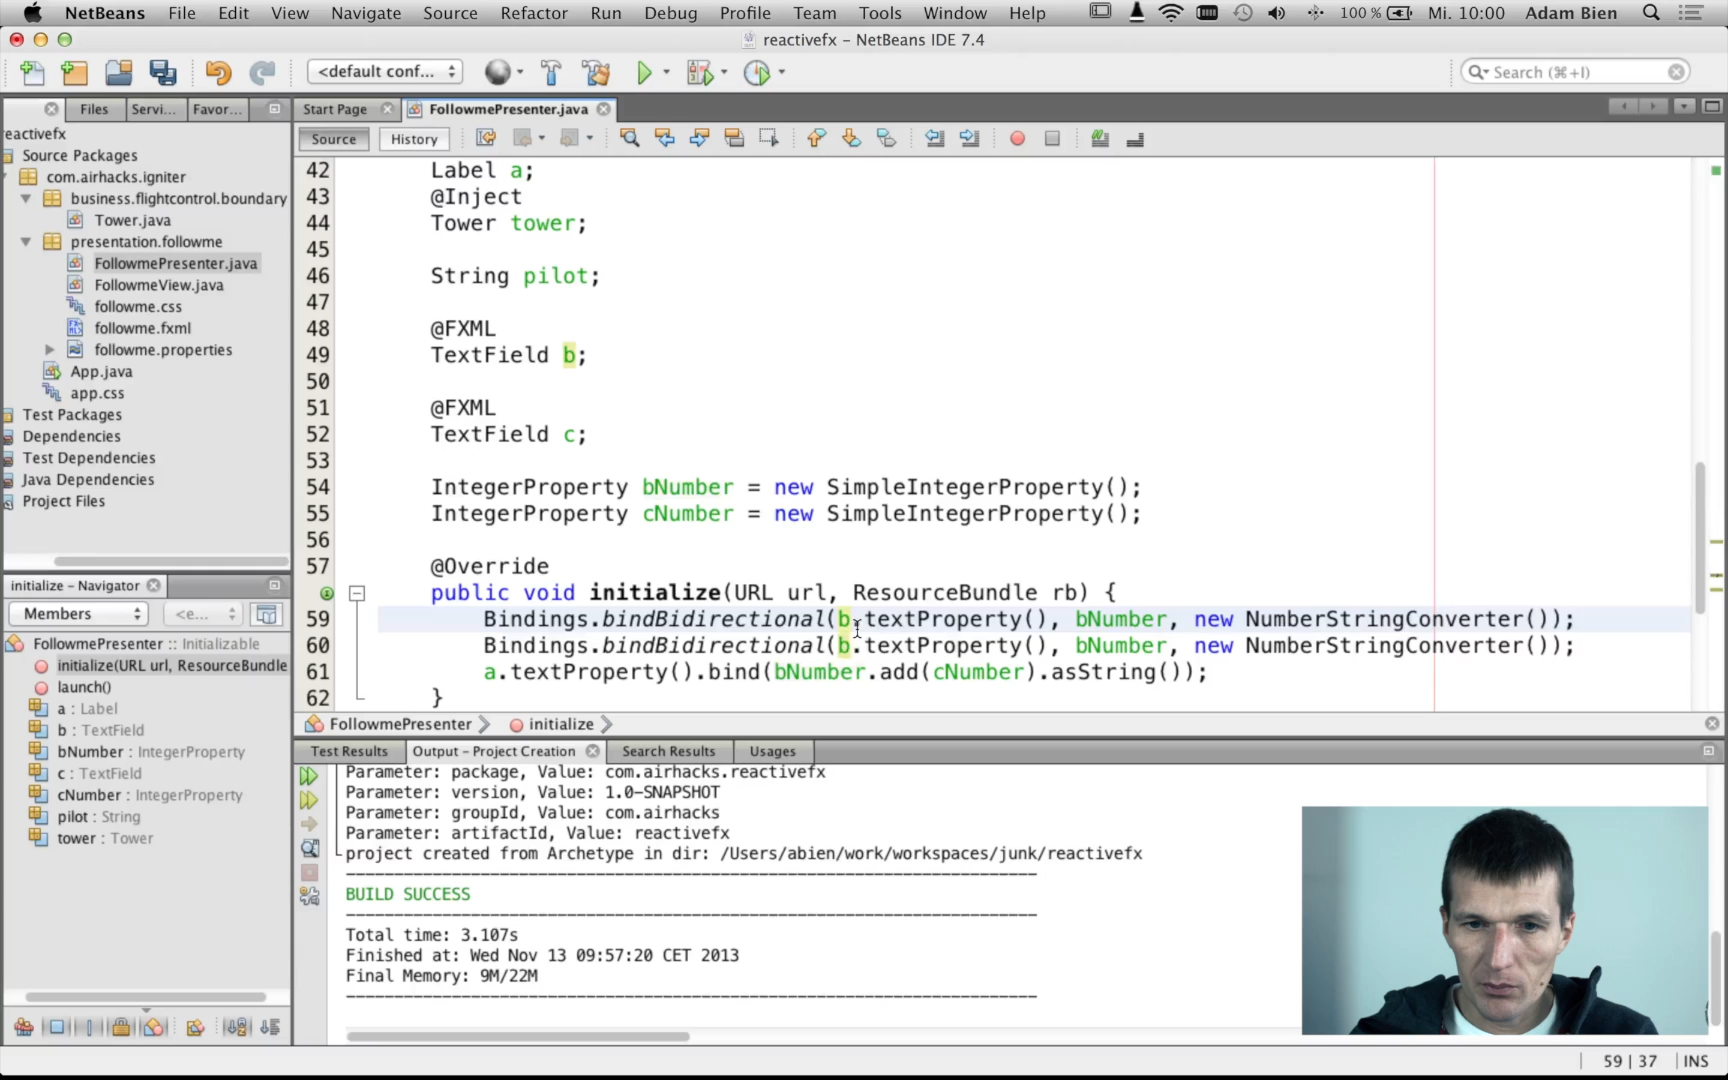 NetBeans File Edit View Navigate Source Refactor Run Debug Profile Team Tools Window Help 100 % Mi. 10:00 Adam Bien
reactivefx – NetBeans IDE 7.4
<default conf... Search (⌘+I)
Files Servi... Favor... Start Page FollowmePresenter.java
Source History
eactivefx
Source Packages
com.airhacks.igniter
business.flightcontrol.boundary
Tower.java
presentation.followme
FollowmePresenter.java
FollowmeView.java
followme.css
followme.fxml
followme.properties
App.java
app.css
Test Packages
Dependencies
Test Dependencies
Java Dependencies
Project Files
42 Label a;
43 @Inject
44 Tower tower;
45
46 String pilot;
47
48 @FXML
49 TextField b;
50
51 @FXML
52 TextField c;
53
54 IntegerProperty bNumber = new SimpleIntegerProperty();
55 IntegerProperty cNumber = new SimpleIntegerProperty();
56
57 @Override
public void initialize(URL url, ResourceBundle rb) {
59 Bindings.bindBidirectional(b.textProperty(), bNumber, new NumberStringConverter());
60 Bindings.bindBidirectional(b.textProperty(), bNumber, new NumberStringConverter());
61 a.textProperty().bind(bNumber.add(cNumber).asString());
62 }
FollowmePresenter initialize
initialize – Navigator
Members <e...
FollowmePresenter :: Initializable
initialize(URL url, ResourceBundle
launch()
a : Label
b : TextField
bNumber : IntegerProperty
c : TextField
cNumber : IntegerProperty
pilot : String
tower : Tower
Test Results Output – Project Creation Search Results Usages
Parameter: package, Value: com.airhacks.reactivefx
Parameter: version, Value: 1.0-SNAPSHOT
Parameter: groupId, Value: com.airhacks
Parameter: artifactId, Value: reactivefx
project created from Archetype in dir: /Users/abien/work/workspaces/junk/reactivefx
------------------------------------------------------------------------
BUILD SUCCESS
------------------------------------------------------------------------
Total time: 3.107s
Finished at: Wed Nov 13 09:57:20 CET 2013
Final Memory: 9M/22M
------------------------------------------------------------------------
59 | 37 INS